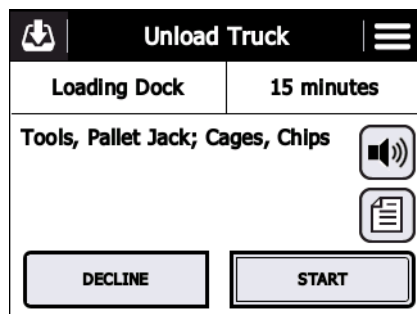 Unload Truck
Loading Dock
15 minutes
Tools, Pallet Jack; Cages, Chips
DECLINE
START